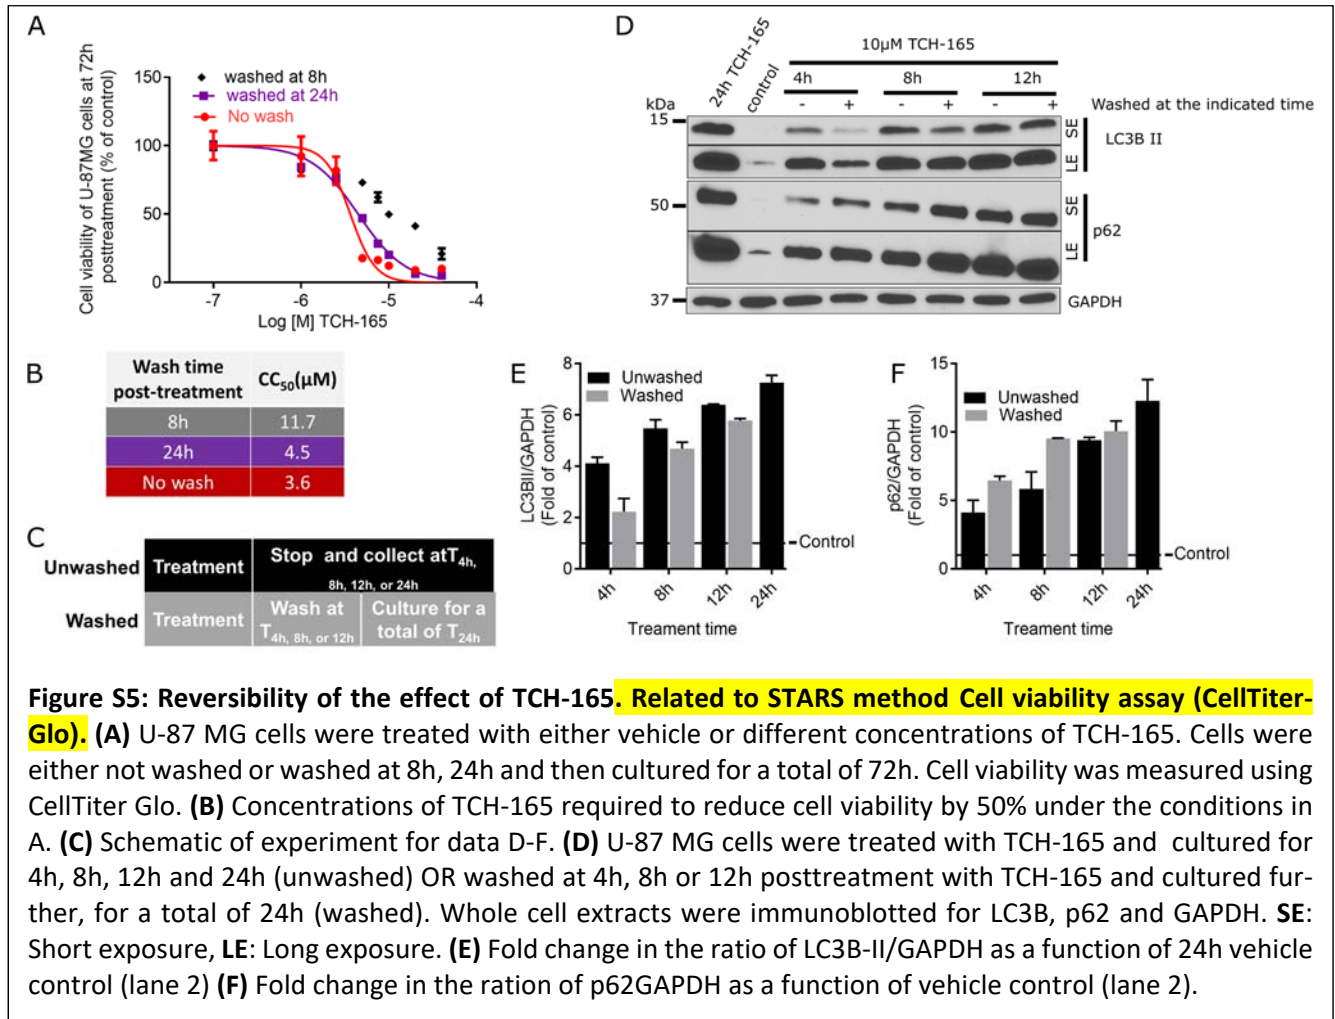 A
Cell viability of U-87MG cells at 72h
posttreatment (% of control)
150
100
50
0
washed at 8h
washed at 24h
No wash
-7
-6
-5
-4
Log [M] TCH-165
B
Wash time
post-treatment
CC50(µM)
8h
11.7
24h
4.5
No wash
3.6
C
Unwashed
Treatment
Stop and collect atT4h,
8h, 12h, or 24h
Washed
Treatment
Wash at
T4h, 8h, or 12h
Culture for a
total of T24h
D
24h TCH-165
control
10µM TCH-165
4h
8h
12h
kDa
- + - + - +
Washed at the indicated time
15
SE
LE
LC3B II
50
SE
LE
p62
37
GAPDH
E
LC3BII/GAPDH
(Fold of control)
8
6
4
2
0
Unwashed
Washed
Control
4h
8h
12h
24h
Treament time
F
p62/GAPDH
(Fold of control)
15
10
5
0
Unwashed
Washed
Control
4h
8h
12h
24h
Treament time
Figure S5: Reversibility of the effect of TCH-165. Related to STARS method Cell viability assay (CellTiter-
Glo). (A) U-87 MG cells were treated with either vehicle or different concentrations of TCH-165. Cells were
either not washed or washed at 8h, 24h and then cultured for a total of 72h. Cell viability was measured using
CellTiter Glo. (B) Concentrations of TCH-165 required to reduce cell viability by 50% under the conditions in
A. (C) Schematic of experiment for data D-F. (D) U-87 MG cells were treated with TCH-165 and cultured for
4h, 8h, 12h and 24h (unwashed) OR washed at 4h, 8h or 12h posttreatment with TCH-165 and cultured fur-
ther, for a total of 24h (washed). Whole cell extracts were immunoblotted for LC3B, p62 and GAPDH. SE:
Short exposure, LE: Long exposure. (E) Fold change in the ratio of LC3B-II/GAPDH as a function of 24h vehicle
control (lane 2) (F) Fold change in the ration of p62GAPDH as a function of vehicle control (lane 2).